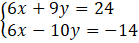 6x + 9y = 24
6x − 10y = −14